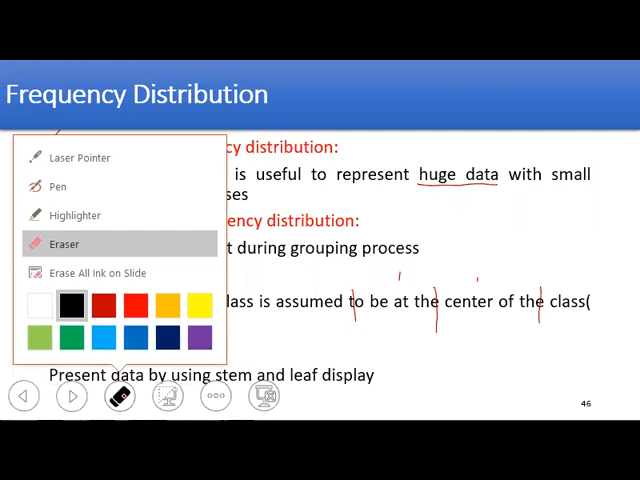 Frequency Distribution
cy distribution:
Laser Pointer
is useful to represent huge data with small
Pen
ses
Highlighter
uency distribution:
Eraser
t during grouping process
Erase All Ink on Slide
lass is assumed to be at the center of the class(
Present data by using stem and leaf display
46